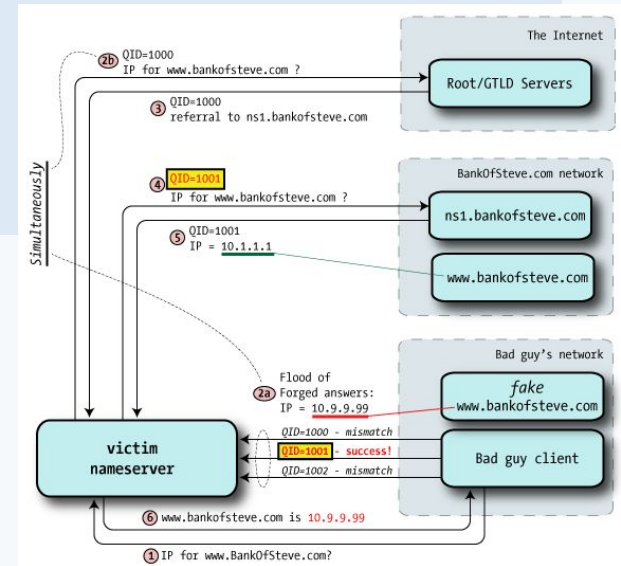 The Internet
2b QID=1000
IP for www.bankofsteve.com ?
Root/GTLD Servers
3 QID=1000
referral to ns1.bankofsteve.com
Simultaneously
BankOfSteve.com network
4 QID=1001
IP for www.bankofsteve.com ?
ns1.bankofsteve.com
5 QID=1001
IP = 10.1.1.1
www.bankofsteve.com
Bad guy's network
2a Flood of
Forged answers:
IP = 10.9.9.99
fake
www.bankofsteve.com
QID=1000 - mismatch
QID=1001 - success!
QID=1002 - mismatch
victim
nameserver
Bad guy client
6 www.bankofsteve.com is 10.9.9.99
1 IP for www.BankOfSteve.com?